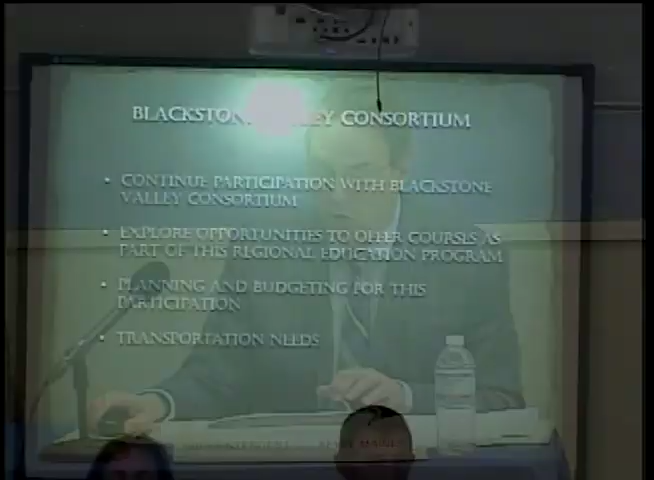 BLACKSTONE VALLEY CONSORTIUM
• CONTINUE PARTICIPATION WITH BLACKSTONE
VALLEY CONSORTIUM
• EXPLORE OPPORTUNITIES TO OFFER COURSES AS
PART OF THIS REGIONAL EDUCATION PROGRAM
• PLANNING AND BUDGETING FOR THIS
PARTICIPATION
• TRANSPORTATION NEEDS